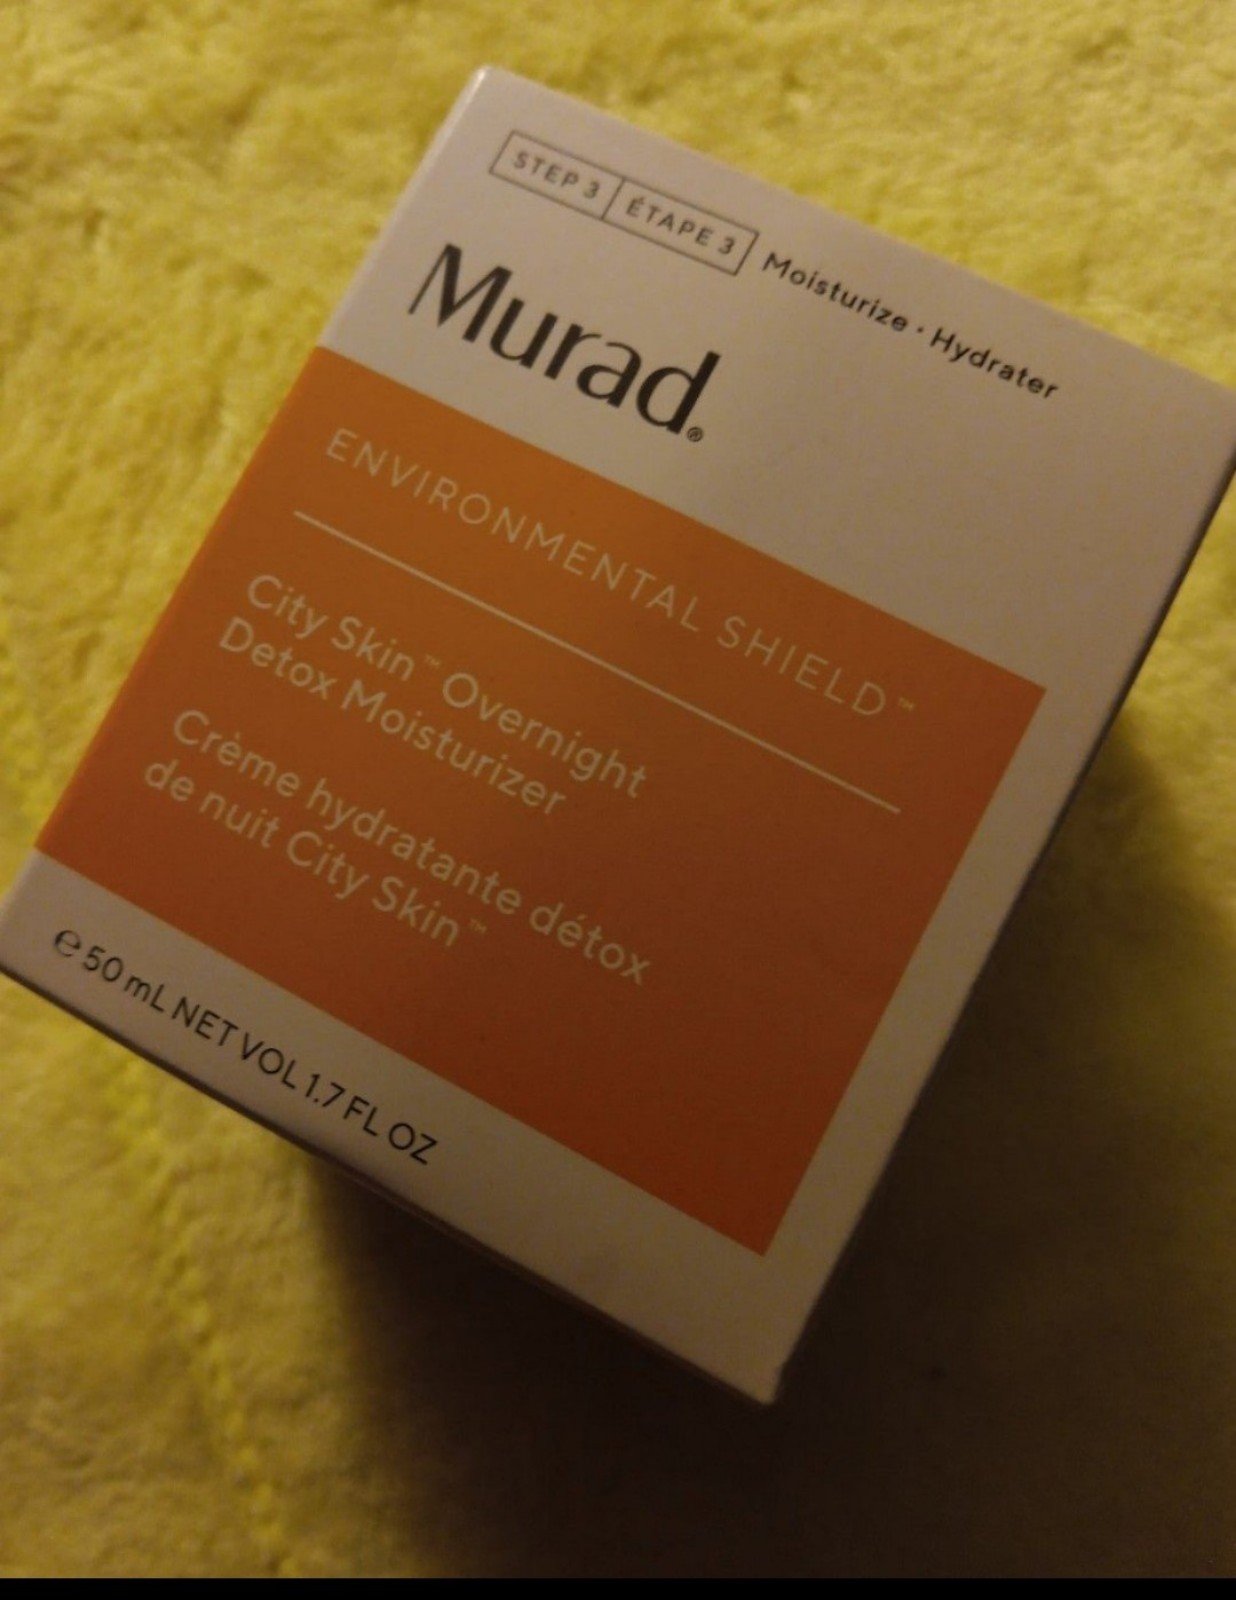 STEP 3 ÉTAPE 3 Moisturize · Hydrater
Murad®
ENVIRONMENTAL SHIELD™
City Skin™ Overnight
Detox Moisturizer
Crème hydratante détox
de nuit City Skin™
℮ 50 mL NET VOL 1.7 FL OZ